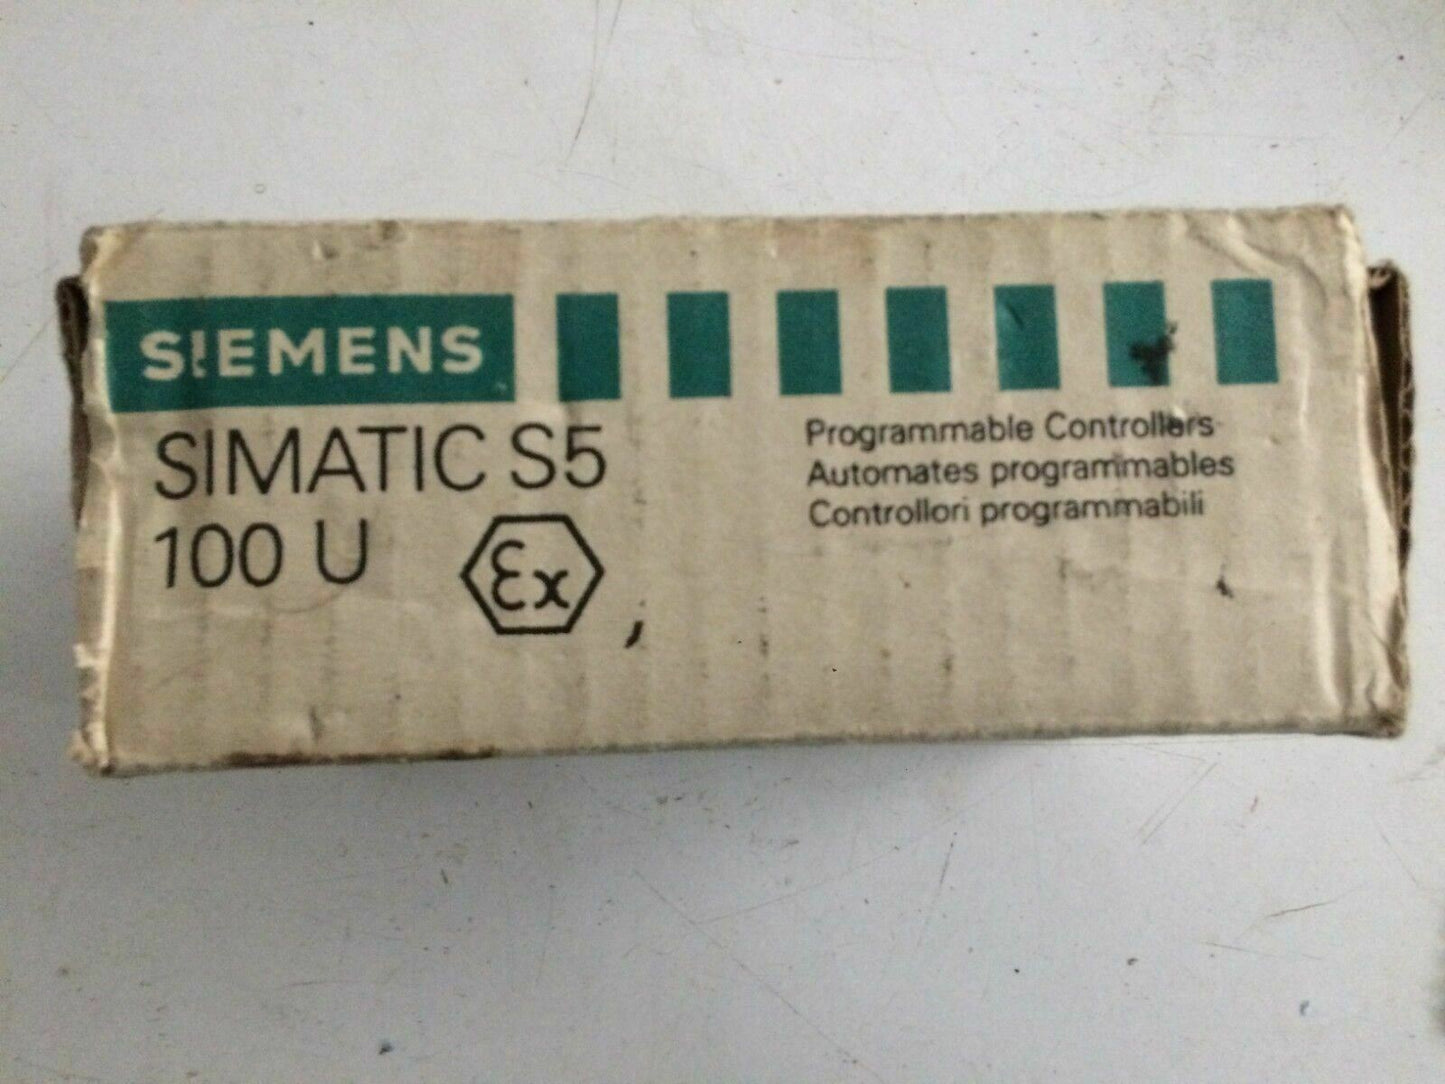 SIEMENS
SIMATIC S5
100 U
Ex
Programmable Controllers
Automates programmables
Controllori programmabili